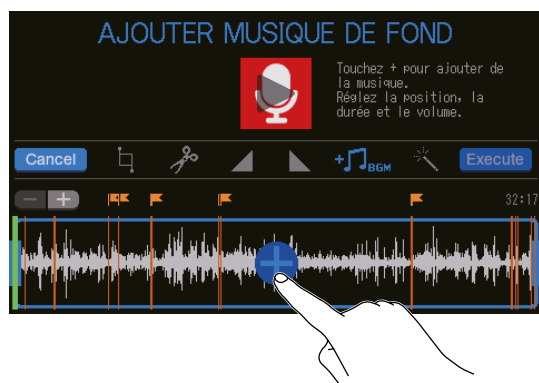 AJOUTER MUSIQUE DE FOND
Touchez + pour ajouter de
la musique.
Réglez la position, la
durée et le volume.
Cancel
+♫BGM
Execute
− +
32:17
+